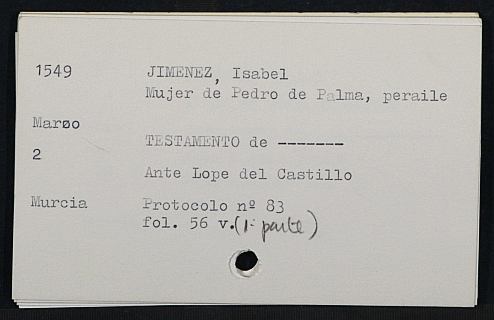 1549 JIMENEZ, Isabel
Mujer de Pedro de Palma, peraile
Marøo
TESTAMENTO de -------
2
Ante Lope del Castillo
Murcia Protocolo nº 83
fol. 56 v. (1ª parte)